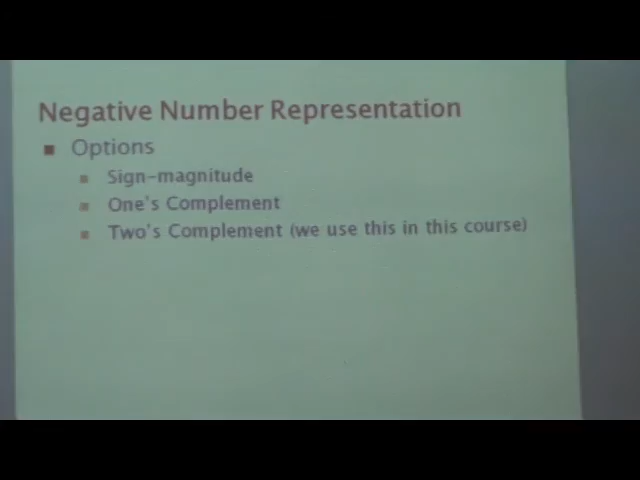 Negative Number Representation
Options
Sign-magnitude
One's Complement
Two's Complement (we use this in this course)